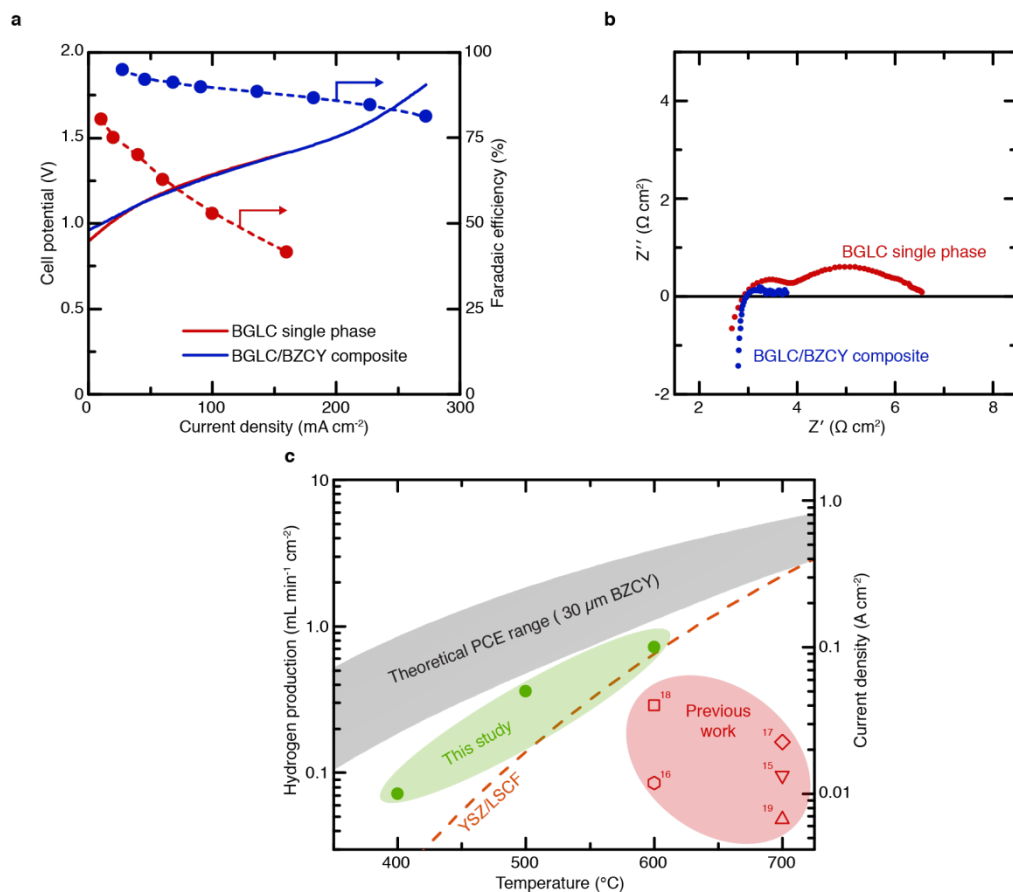 a
2.0
1.5
1.0
0.5
0
Cell potential (V)
100
75
50
25
0
Faradaic efficiency (%)
BGLC single phase
BGLC/BZCY composite
0
100
200
300
Current density (mA cm⁻²)
b
4
2
0
-2
Z′′ (Ω cm²)
BGLC single phase
BGLC/BZCY composite
2
4
6
8
Z′ (Ω cm²)
c
10
1.0
0.1
Hydrogen production (mL min⁻¹ cm⁻²)
1.0
0.1
0.01
Current density (A cm⁻²)
Theoretical PCE range ( 30 μm BZCY)
This study
YSZ/LSCF
Previous
work
18
17
15
16
19
400
500
600
700
Temperature (°C)